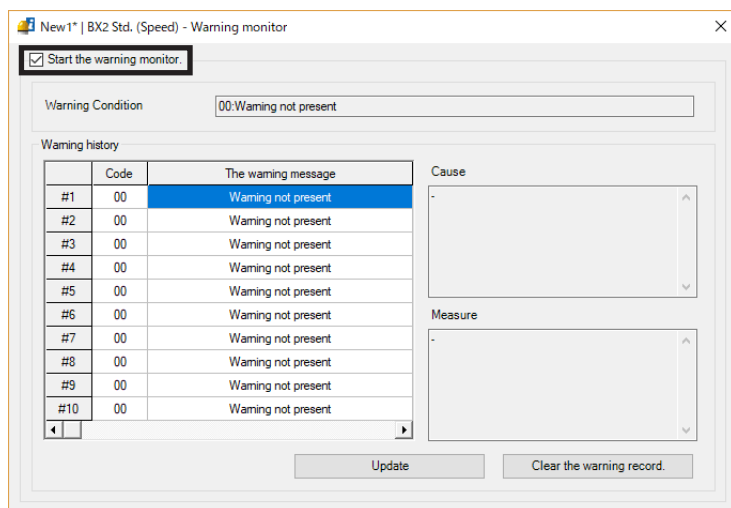 New1* | BX2 Std. (Speed) - Warning monitor
Start the warning monitor.
Warning Condition 00:Warning not present
Warning history
Code The warning message
#1 00 Warning not present
#2 00 Warning not present
#3 00 Warning not present
#4 00 Warning not present
#5 00 Warning not present
#6 00 Warning not present
#7 00 Warning not present
#8 00 Warning not present
#9 00 Warning not present
#10 00 Warning not present
Cause
-
Measure
-
Update Clear the warning record.